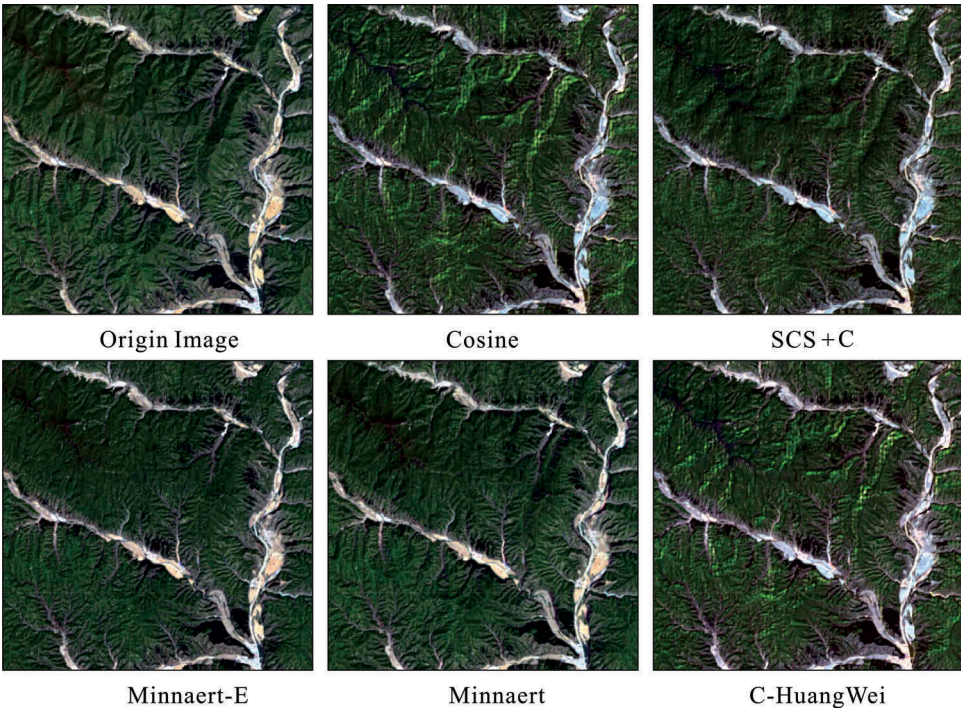 Origin Image
Cosine
SCS + C
Minnaert-E
Minnaert
C-HuangWei